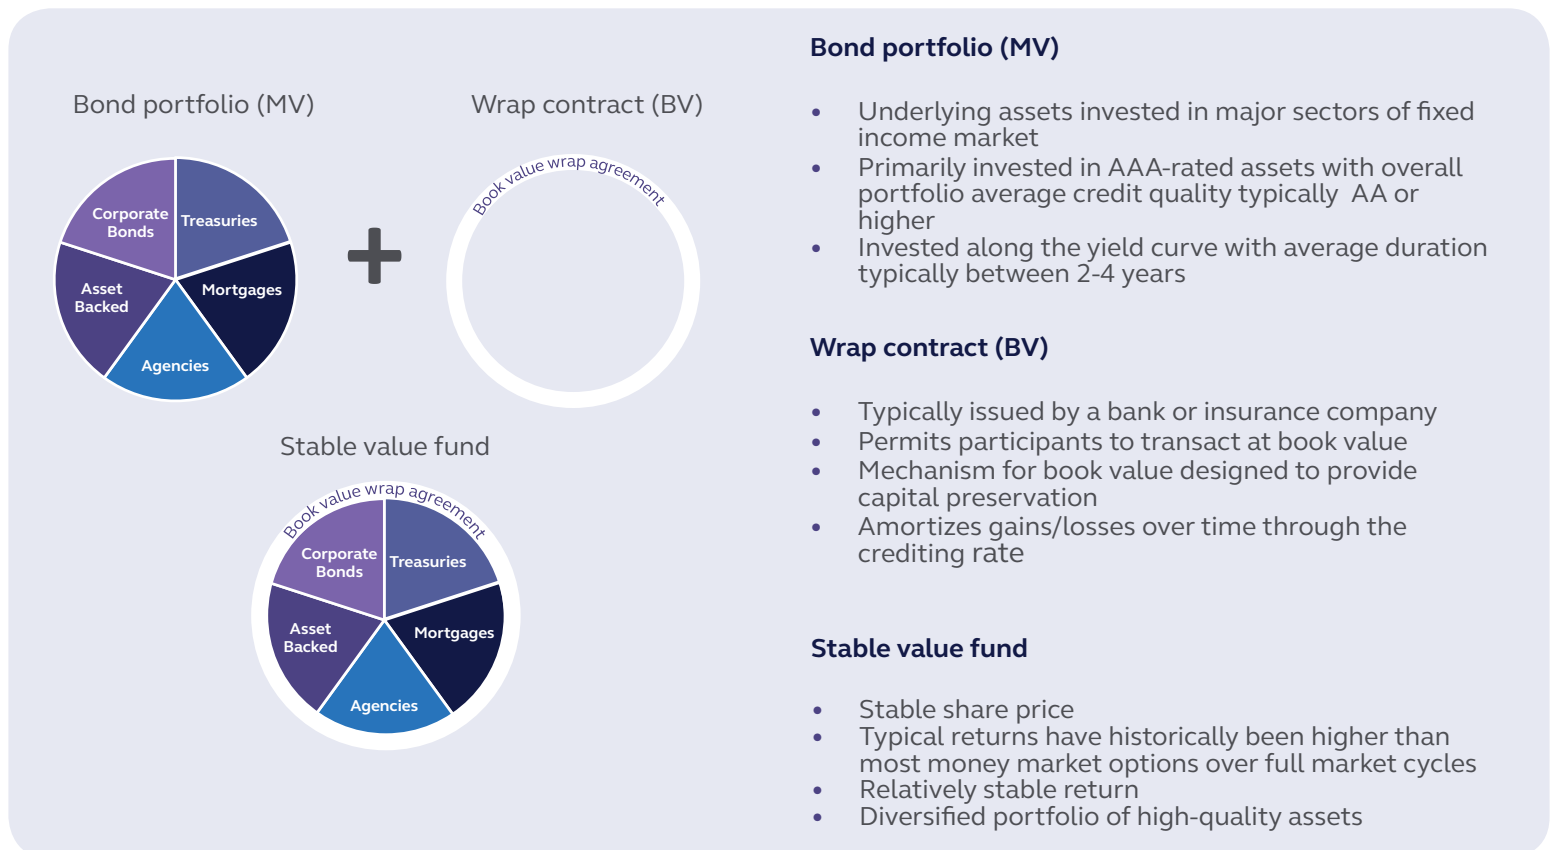 Bond portfolio (MV)
Wrap contract (BV)
Corporate
Bonds
Treasuries
Asset
Backed
Mortgages
Agencies
Book value wrap agreement
Stable value fund
Book value wrap agreement
Corporate
Bonds
Treasuries
Asset
Backed
Mortgages
Agencies
Bond portfolio (MV)
• Underlying assets invested in major sectors of fixed
income market
• Primarily invested in AAA-rated assets with overall
portfolio average credit quality typically AA or
higher
• Invested along the yield curve with average duration
typically between 2-4 years
Wrap contract (BV)
• Typically issued by a bank or insurance company
• Permits participants to transact at book value
• Mechanism for book value designed to provide
capital preservation
• Amortizes gains/losses over time through the
crediting rate
Stable value fund
• Stable share price
• Typical returns have historically been higher than
most money market options over full market cycles
• Relatively stable return
• Diversified portfolio of high-quality assets